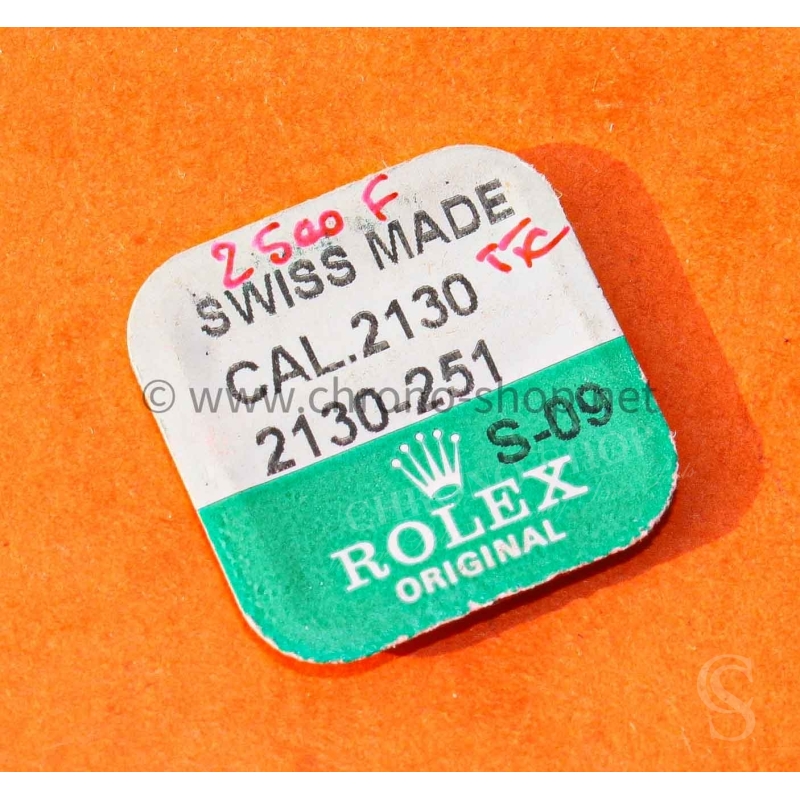 2500 F
SWISS MADE
CAL.2130
2130-251
S-09
ROLEX
ORIGINAL
© www.chrono-shop.net